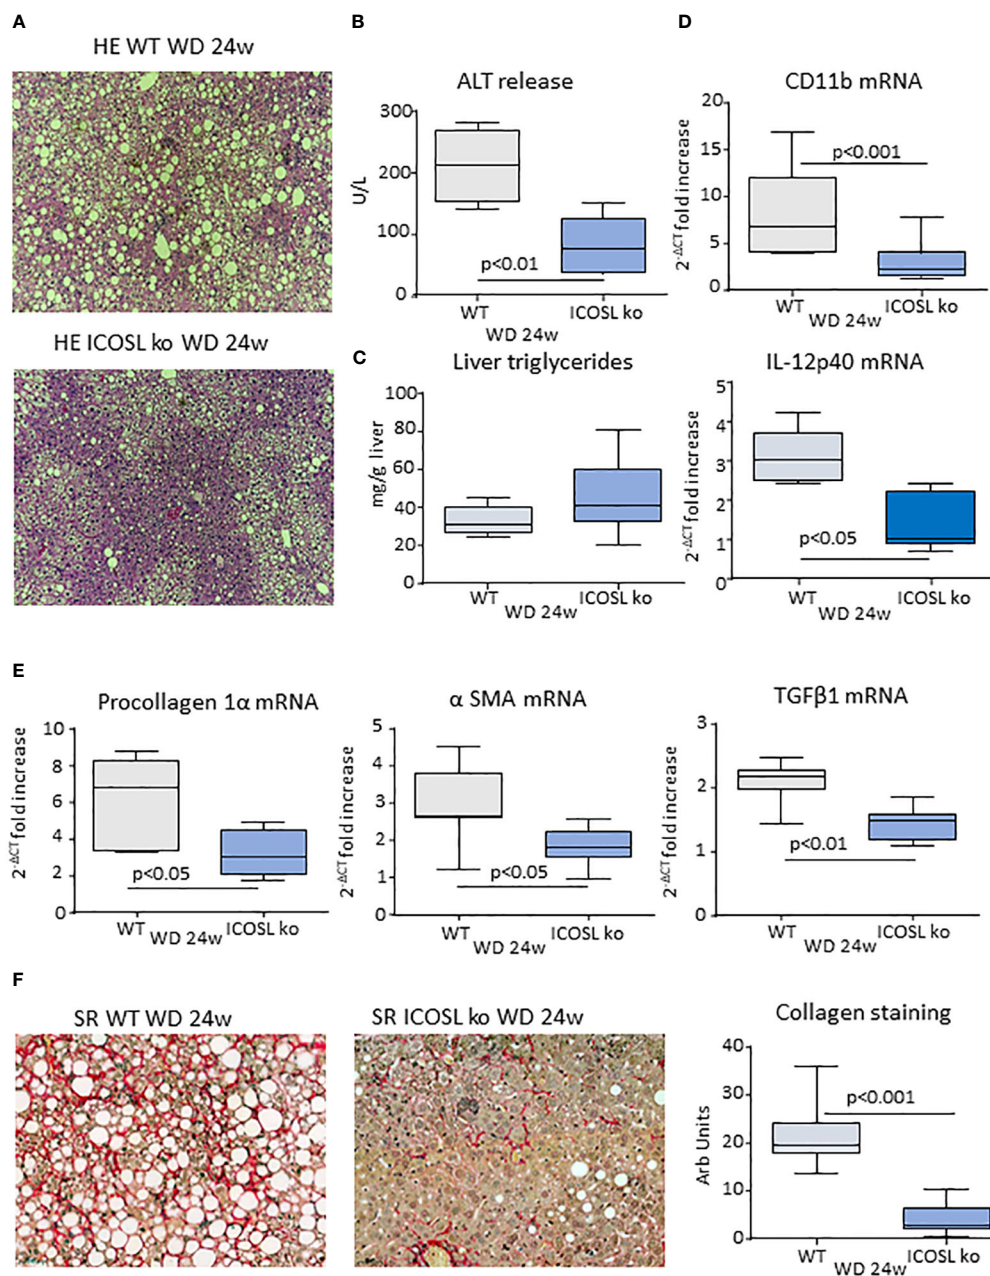 A
HE WT WD 24w
HE ICOSL ko WD 24w
B
ALT release
300
200
100
0
U/L
p<0.01
WT
ICOSL ko
WD 24w
C
Liver triglycerides
100
80
60
40
20
0
mg/g liver
WT
ICOSL ko
WD 24w
D
CD11b mRNA
20
15
10
5
0
2-ΔCT fold increase
p<0.001
WT
ICOSL ko
WD 24w
IL-12p40 mRNA
5
4
3
2
1
0
2-ΔCT fold increase
p<0.05
WT
ICOSL ko
WD 24w
E
Procollagen 1α mRNA
10
8
6
4
2
0
2-ΔCT fold increase
p<0.05
WT
ICOSL ko
WD 24w
α SMA mRNA
5
4
3
2
1
0
2-ΔCT fold increase
p<0.05
WT
ICOSL ko
WD 24w
TGFβ1 mRNA
3
2
1
0
2-ΔCT fold increase
p<0.01
WT
ICOSL ko
WD 24w
F
SR WT WD 24w
SR ICOSL ko WD 24w
Collagen staining
40
30
20
10
0
Arb Units
p<0.001
WT
ICOSL ko
WD 24w